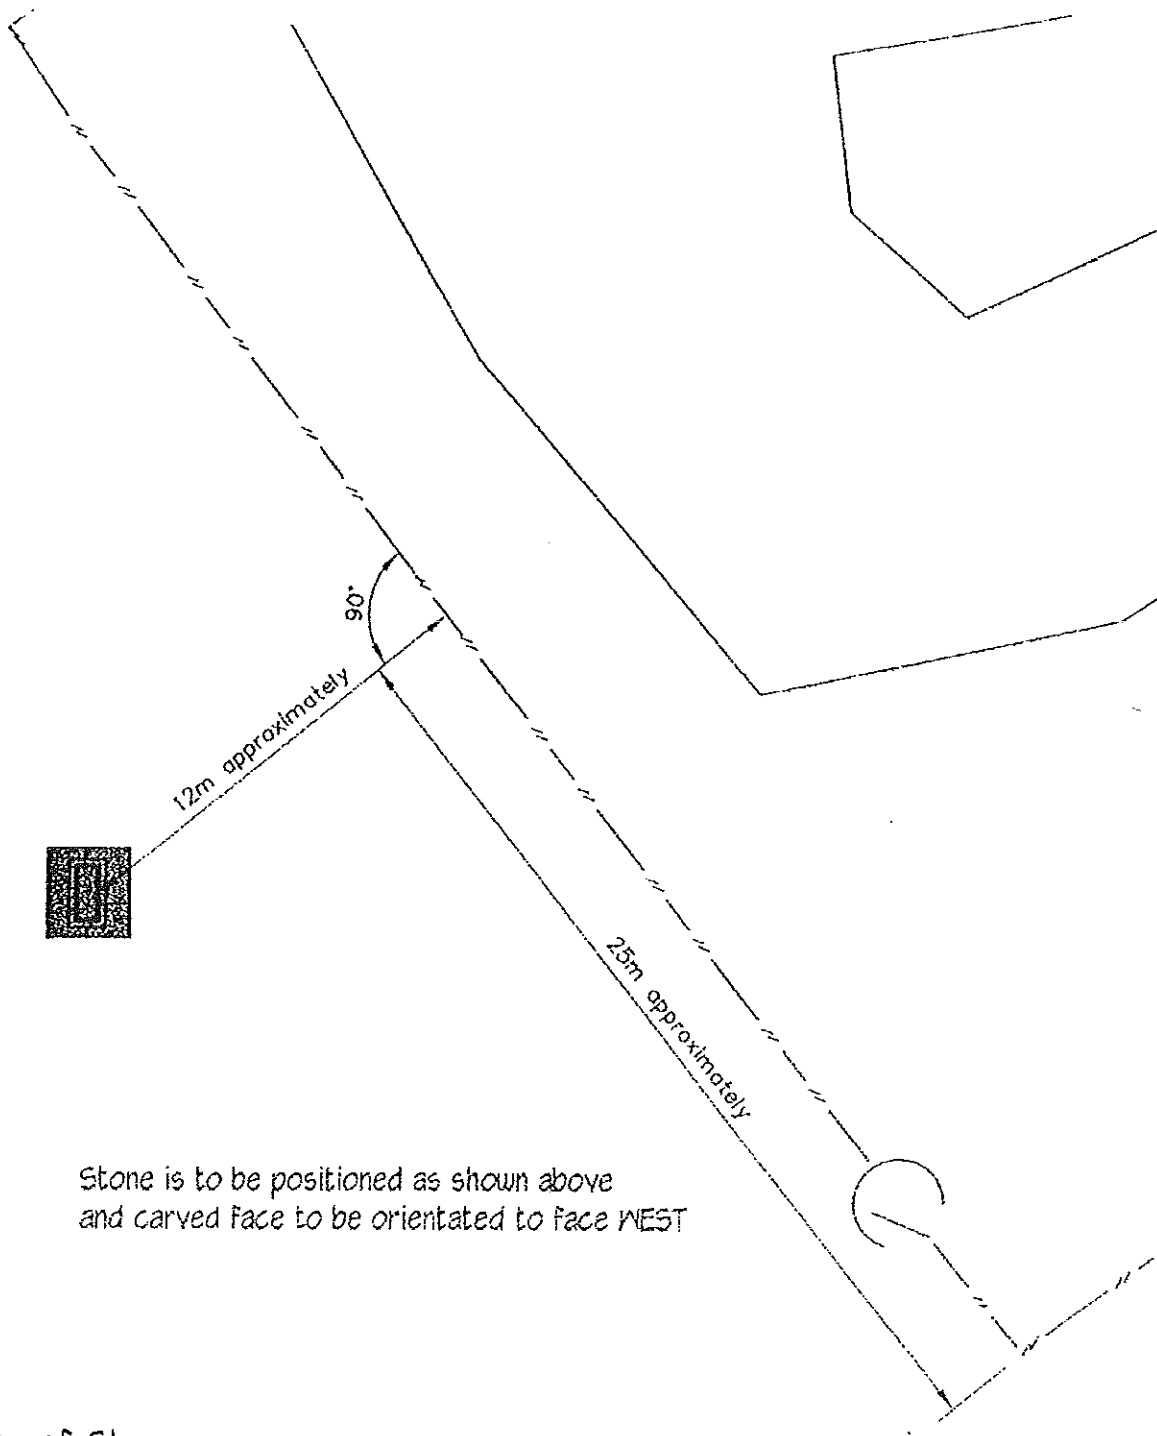 90°
12m approximately
25m approximately
Stone is to be positioned as shown above
and carved face to be orientated to face WEST